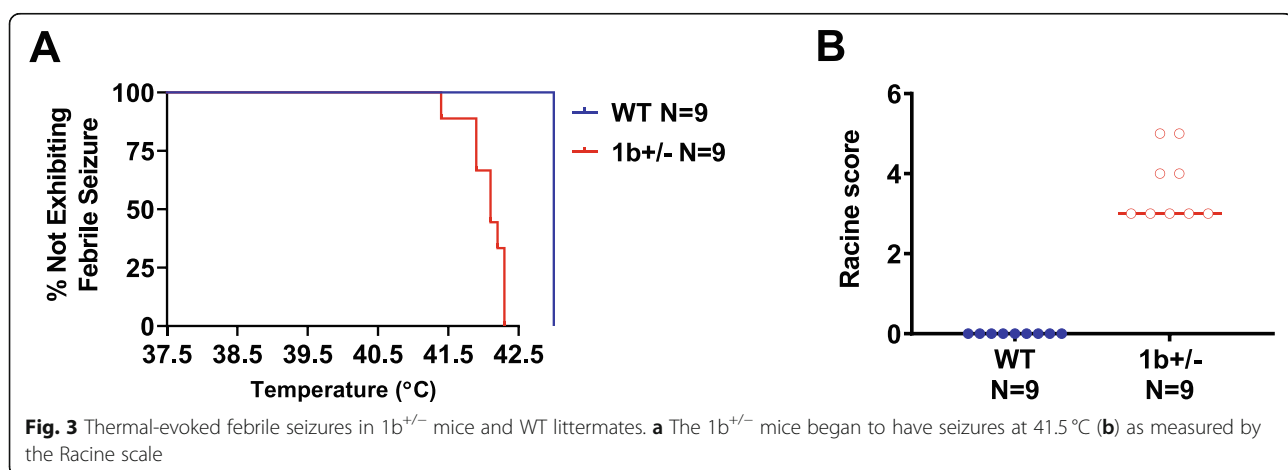 A
% Not Exhibiting
Febrile Seizure
100
75
50
25
0
37.5 38.5 39.5 40.5 41.5 42.5
Temperature (°C)
WT N=9
1b+/- N=9
B
Racine score
6
4
2
0
WT
N=9
1b+/-
N=9
Fig. 3 Thermal-evoked febrile seizures in 1b+/− mice and WT littermates. a The 1b+/− mice began to have seizures at 41.5 °C (b) as measured by
the Racine scale